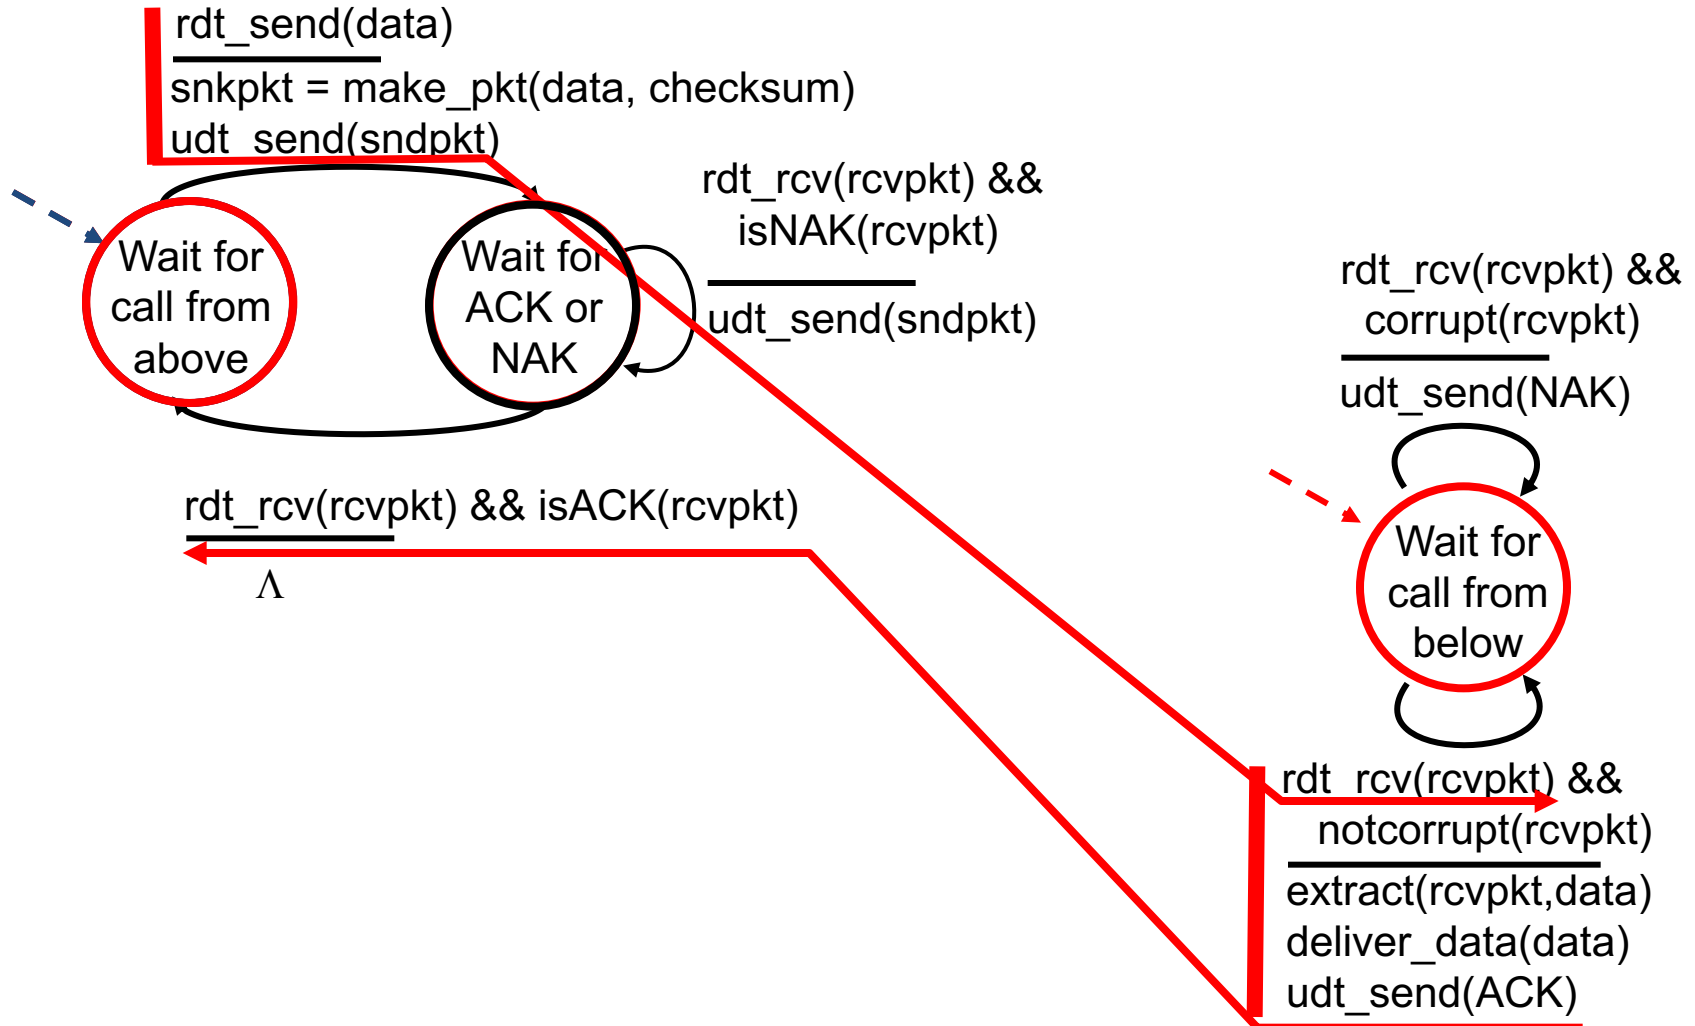 rdt_send(data)
snkpkt = make_pkt(data, checksum)
udt_send(sndpkt)
Wait for
call from
above
Wait for
ACK or
NAK
rdt_rcv(rcvpkt) &&
isNAK(rcvpkt)
udt_send(sndpkt)
rdt_rcv(rcvpkt) && isACK(rcvpkt)
Λ
rdt_rcv(rcvpkt) &&
corrupt(rcvpkt)
udt_send(NAK)
Wait for
call from
below
rdt_rcv(rcvpkt) &&
notcorrupt(rcvpkt)
extract(rcvpkt,data)
deliver_data(data)
udt_send(ACK)